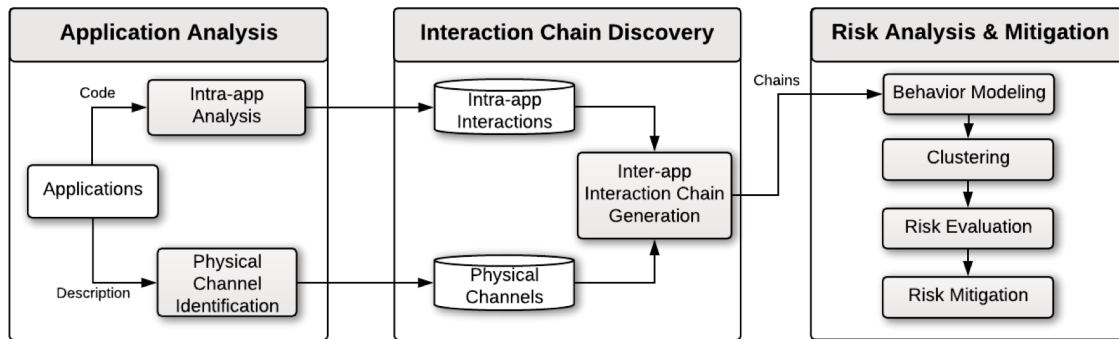 Application Analysis
Code
Intra-app
Analysis
Applications
Description
Physical
Channel
Identification
Interaction Chain Discovery
Intra-app
Interactions
Inter-app
Interaction Chain
Generation
Physical
Channels
Chains
Risk Analysis & Mitigation
Behavior Modeling
Clustering
Risk Evaluation
Risk Mitigation